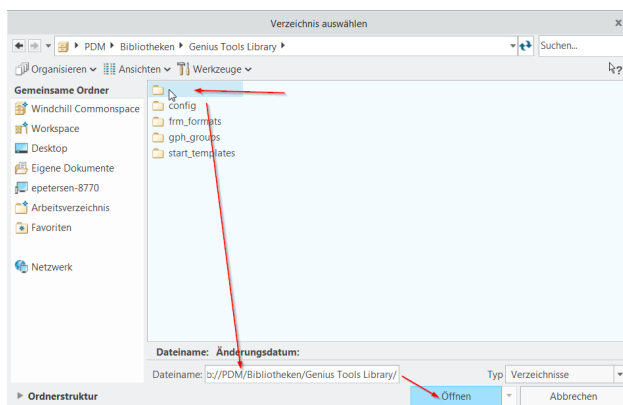 Verzeichnis auswählen
PDM Bibliotheken Genius Tools Library Suchen...
Organisieren Ansichten Werkzeuge
Gemeinsame Ordner
.
Windchill Commonspace
config
Workspace
frm_formats
Desktop
gph_groups
Eigene Dokumente
start_templates
epetersen-8770
Arbeitsverzeichnis
Favoriten
Netzwerk
Dateiname: Änderungsdatum:
Dateiname: ://PDM/Bibliotheken/Genius Tools Library/ Typ Verzeichnisse
Ordnerstruktur Öffnen Abbrechen